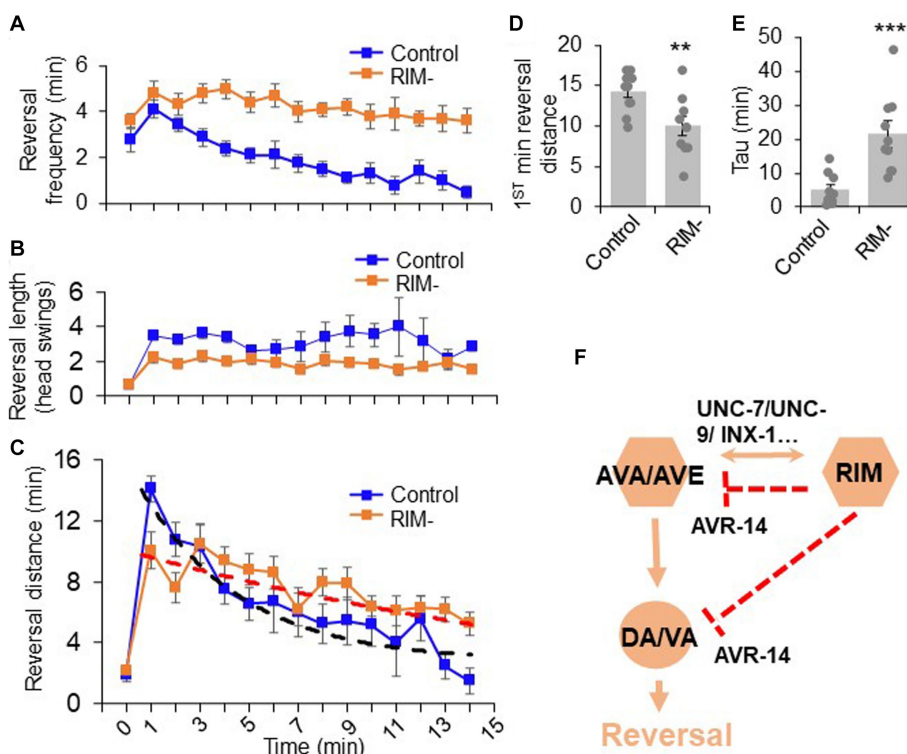 A
Reversal
frequency (min)
6
4
2
0
Control
RIM-
B
Reversal length
(head swings)
6
4
2
0
Control
RIM-
C
Reversal distance (min)
16
12
8
4
0
Control
RIM-
0 1 3 5 7 9 11 13 15
Time (min)
D
1ST min reversal
distance
20
15
10
5
0
**
Control RIM-
E
Tau (min)
50
40
30
20
10
0
***
Control RIM-
F
UNC-7/UNC-
9/ INX-1...
AVA/AVE
RIM
AVR-14
DA/VA
AVR-14
Reversal